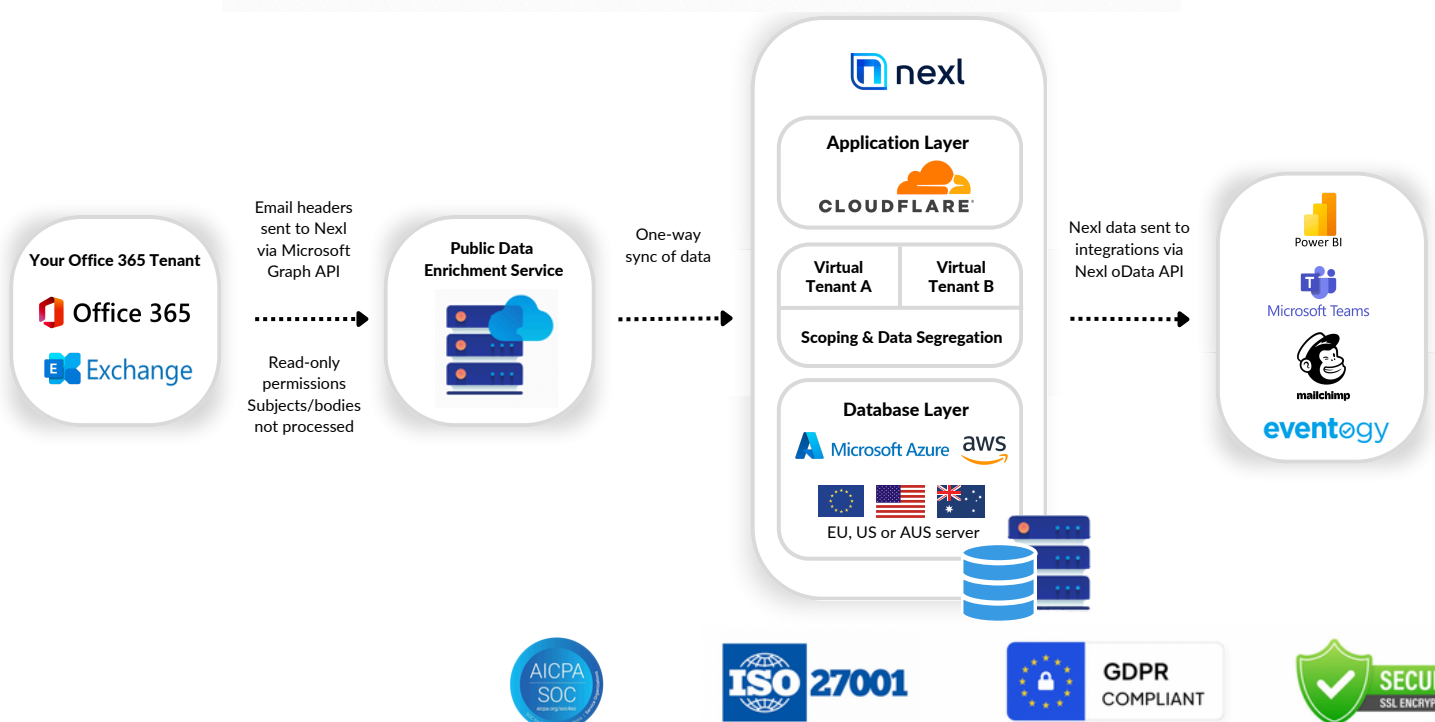 nexl
Application Layer
CLOUDFLARE
Email headers
sent to Nexl
via Microsoft
Graph API
Your Office 365 Tenant
Office 365
E
Exchange
Read-only
permissions
Subjects/bodies
not processed
Public Data
Enrichment Service
One-way
sync of data
Virtual
Tenant A
Virtual
Tenant B
Scoping & Data Segregation
Database Layer
Microsoft Azure
aws
EU, US or AUS server
Nexl data sent to
integrations via
Nexl oData API
Power BI
T
Microsoft Teams
mailchimp
eventogy
AICPA
SOC
ISO 27001
GDPR
COMPLIANT
SECU
SSL ENCRYP